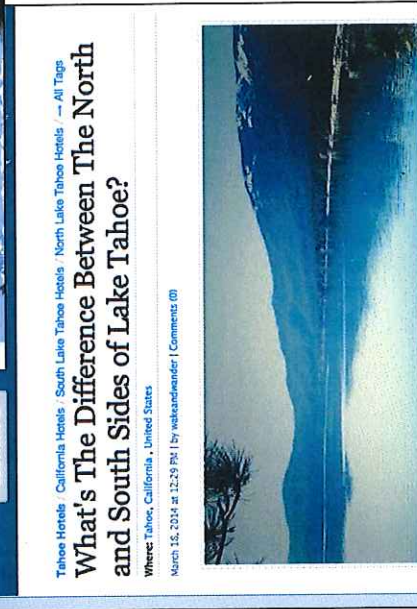 Tahoe Hotels / California Hotels / South Lake Tahoe Hotels / North Lake Tahoe Hotels / → All Tags
What's The Difference Between The North
and South Sides of Lake Tahoe?
Where: Tahoe, California, United States
March 18, 2014 at 12:29 PM | by wakeandwander | Comments (0)